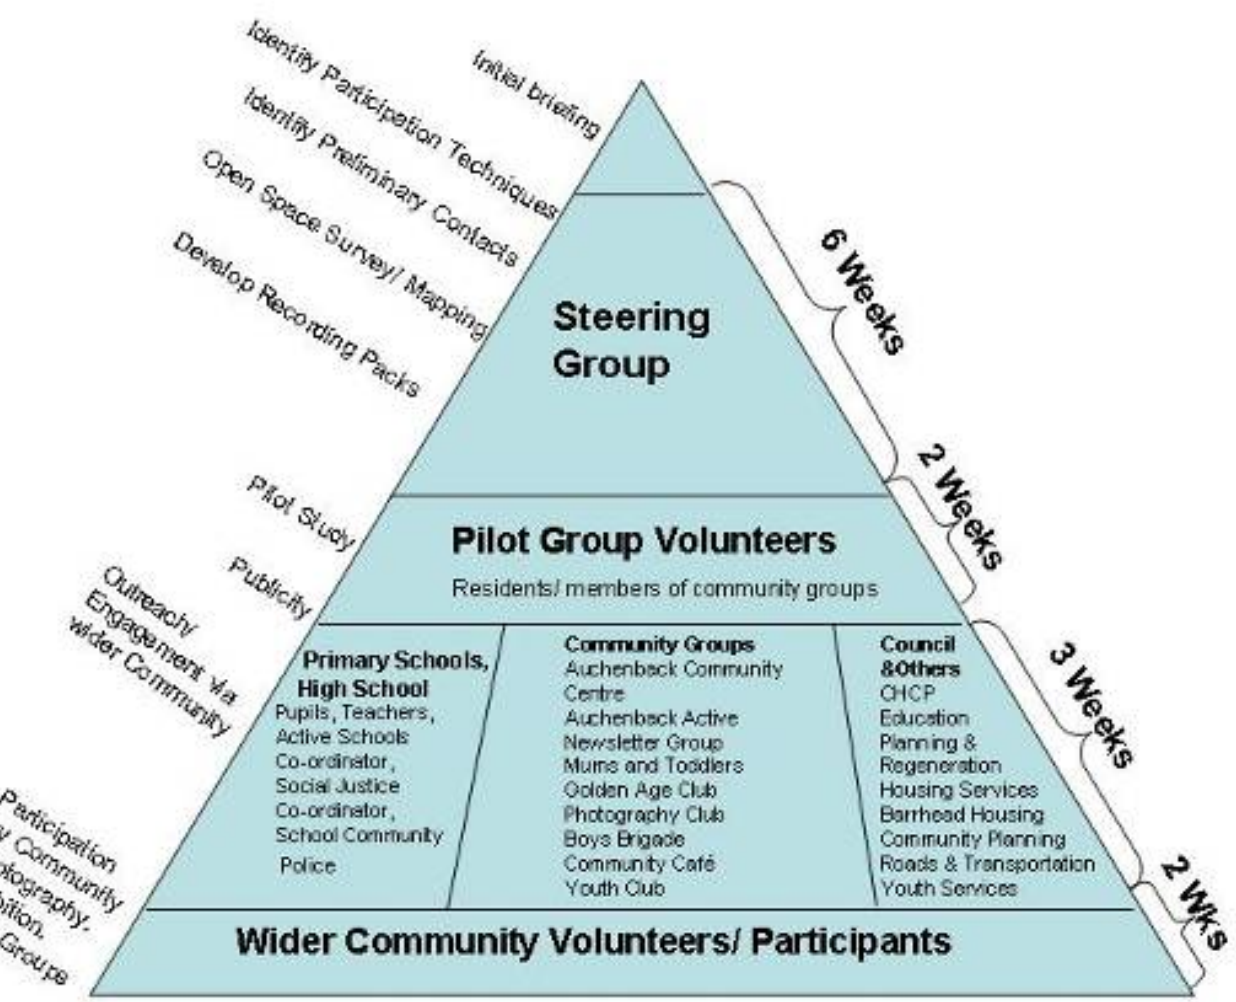 Initial briefing
Identify Participation Techniques
Identify Preliminary Contacts
Open Space Survey/ Mapping
Develop Recording Packs
Pilot Study
Publicity
Outreach/
Engagement via
wider Community
Participation
Community
Groups
Steering
Group
Pilot Group Volunteers
Residents/ members of community groups
Primary Schools,
High School
Pupils, Teachers,
Active Schools
Co-ordinator,
Social Justice
Co-ordinator,
School Community
Police
Community Groups
Auchenback Community
Centre
Auchenback Active
Newsletter Group
Mums and Toddlers
Golden Age Club
Photography Club
Boys Brigade
Community Café
Youth Club
Council
&Others
CHCP
Education
Planning &
Regeneration
Housing Services
Barrhead Housing
Community Planning
Roads & Transportation
Youth Services
Wider Community Volunteers/ Participants
6 Weeks
2 Weeks
3 Weeks
2 Wks